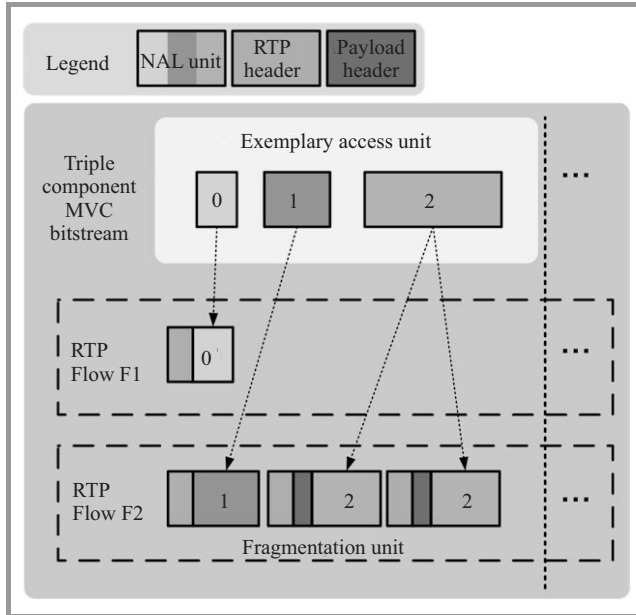 Legend
NAL unit
RTP
header
Payload
header
Exemplary access unit
Triple
component
MVC
bitstream
0
1
2
...
RTP
Flow F1
0
...
RTP
Flow F2
1
2
2
...
Fragmentation unit